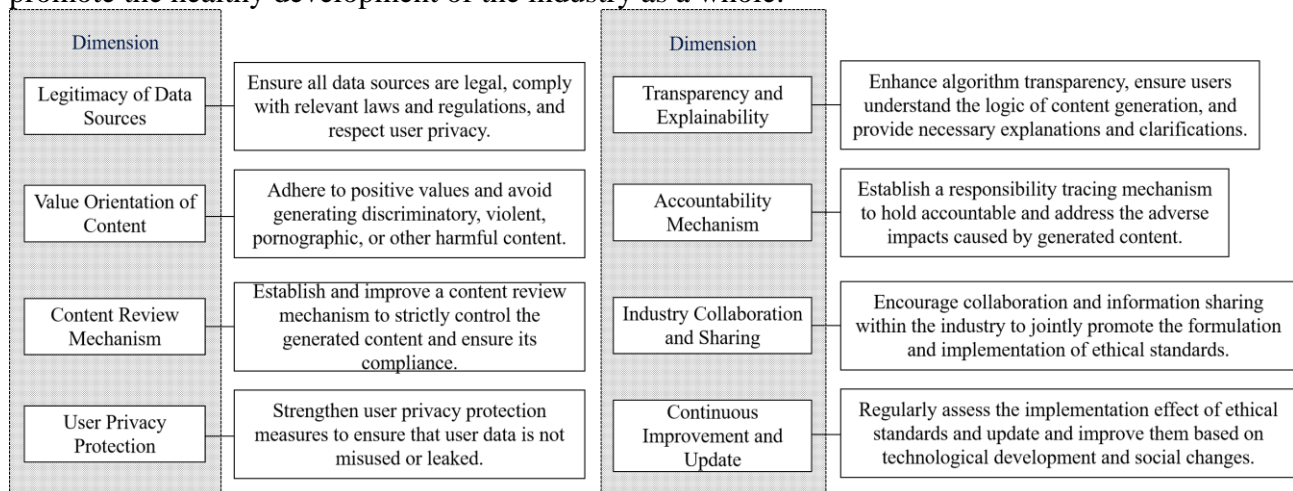 promote the healthy development of the industry as a whole.
Dimension
Legitimacy of Data
Sources
Ensure all data sources are legal, comply
with relevant laws and regulations, and
respect user privacy.
Value Orientation of
Content
Adhere to positive values and avoid
generating discriminatory, violent,
pornographic, or other harmful content.
Content Review
Mechanism
Establish and improve a content review
mechanism to strictly control the
generated content and ensure its
compliance.
User Privacy
Protection
Strengthen user privacy protection
measures to ensure that user data is not
misused or leaked.
Dimension
Transparency and
Explainability
Enhance algorithm transparency, ensure users
understand the logic of content generation, and
provide necessary explanations and clarifications.
Accountability
Mechanism
Establish a responsibility tracing mechanism
to hold accountable and address the adverse
impacts caused by generated content.
Industry Collaboration
and Sharing
Encourage collaboration and information sharing
within the industry to jointly promote the formulation
and implementation of ethical standards.
Continuous
Improvement and
Update
Regularly assess the implementation effect of ethical
standards and update and improve them based on
technological development and social changes.